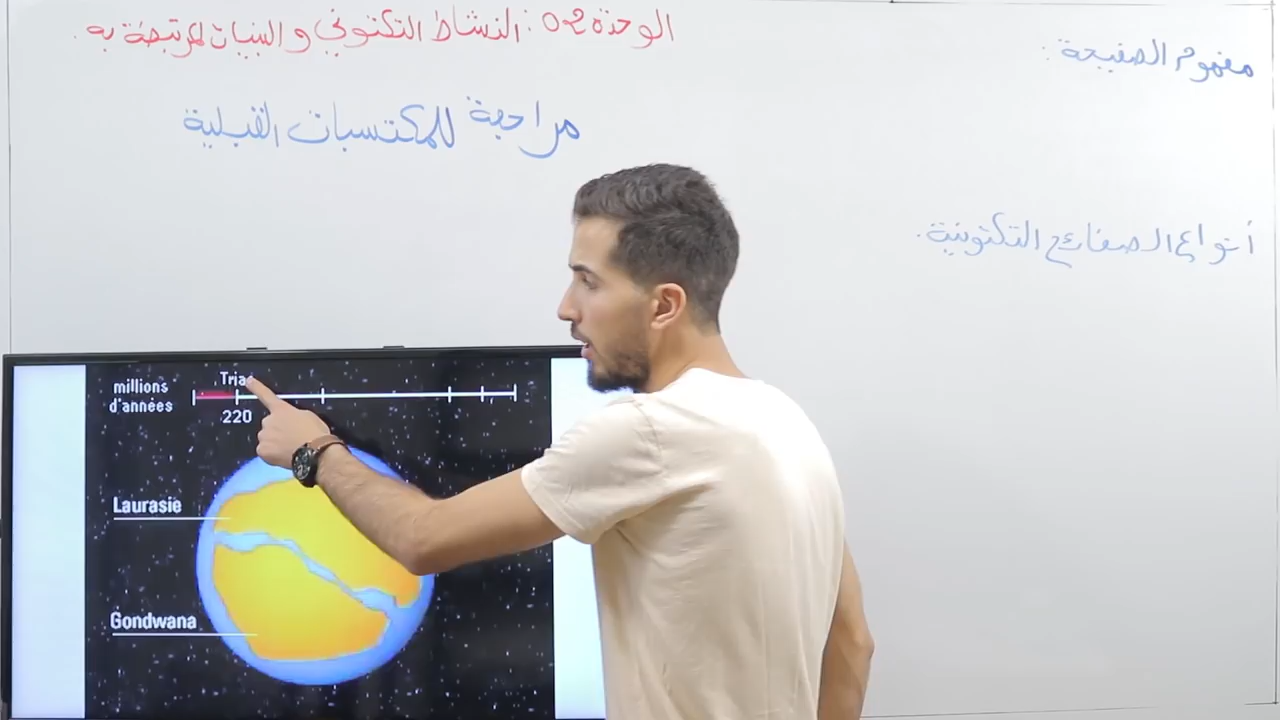 الوحدة 02: النشاط التكتوني و البنيات المرتبطة به.
مراجعة للمكتسبات القبلية
مفهوم الصفيحة:
أنواع الصفائح التكتونية.
millions
d'années
Trias
220
Laurasie
Gondwana